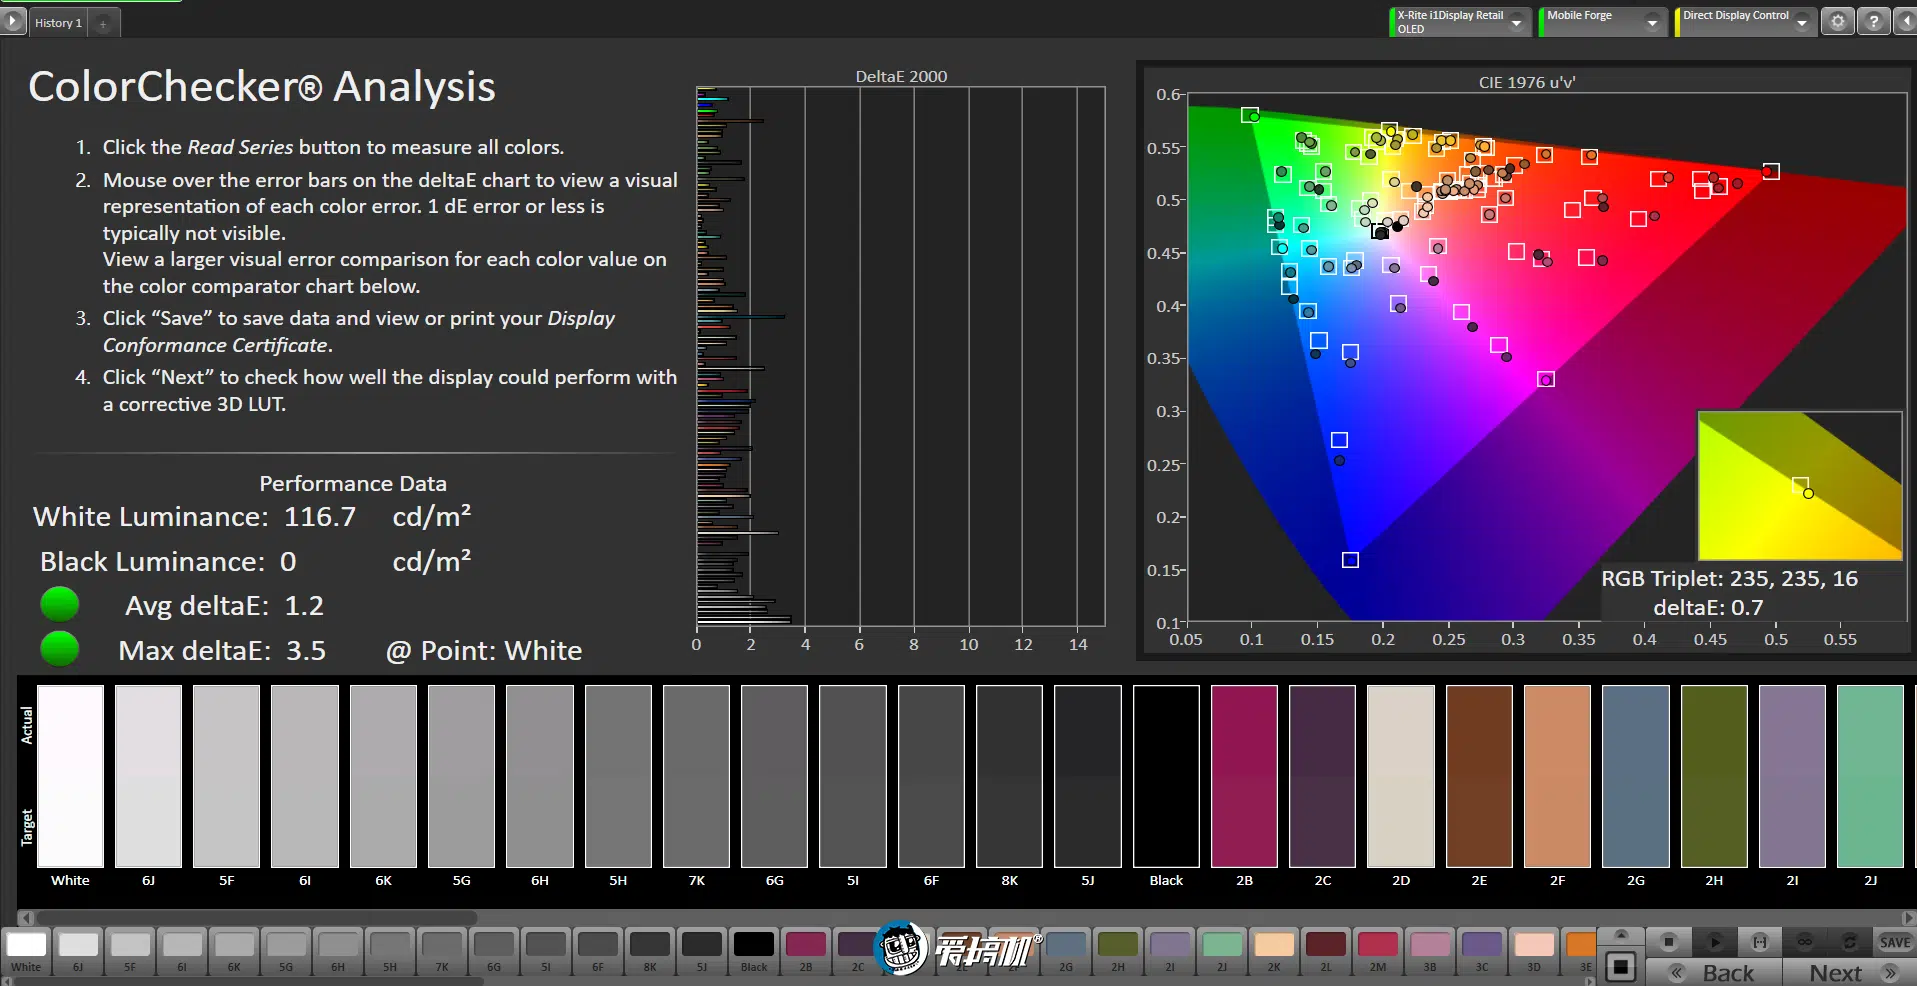 History 1
+
X-Rite i1Display Retail
OLED
Mobile Forge
Direct Display Control
?
ColorChecker® Analysis
1. Click the Read Series button to measure all colors.
2. Mouse over the error bars on the deltaE chart to view a visual
representation of each color error. 1 dE error or less is
typically not visible.
View a larger visual error comparison for each color value on
the color comparator chart below.
3. Click “Save” to save data and view or print your Display
Conformance Certificate.
4. Click “Next” to check how well the display could perform with
a corrective 3D LUT.
Performance Data
White Luminance: 116.7 cd/m²
Black Luminance: 0 cd/m²
Avg deltaE: 1.2
Max deltaE: 3.5 @ Point: White
DeltaE 2000
0 2 4 6 8 10 12 14
CIE 1976 u'v'
0.6
0.55
0.5
0.45
0.4
0.35
0.3
0.25
0.2
0.15
0.1
0.05 0.1 0.15 0.2 0.25 0.3 0.35 0.4 0.45 0.5 0.55
RGB Triplet: 235, 235, 16
deltaE: 0.7
Actual
Target
White 6J 5F 6I 6K 5G 6H 5H 7K 6G 5I 6F 8K 5J Black 2B 2C 2D 2E 2F 2G 2H 2I 2J
White 6J 5F 6I 6K 5G 6H 5H 7K 6G 5I 6F 8K 5J Black 2B 2C 2E 2F 2G 2H 2I 2J 2K 2L 2M 3B 3C 3D 3E
爱搞机®
SAVE
Back
Next